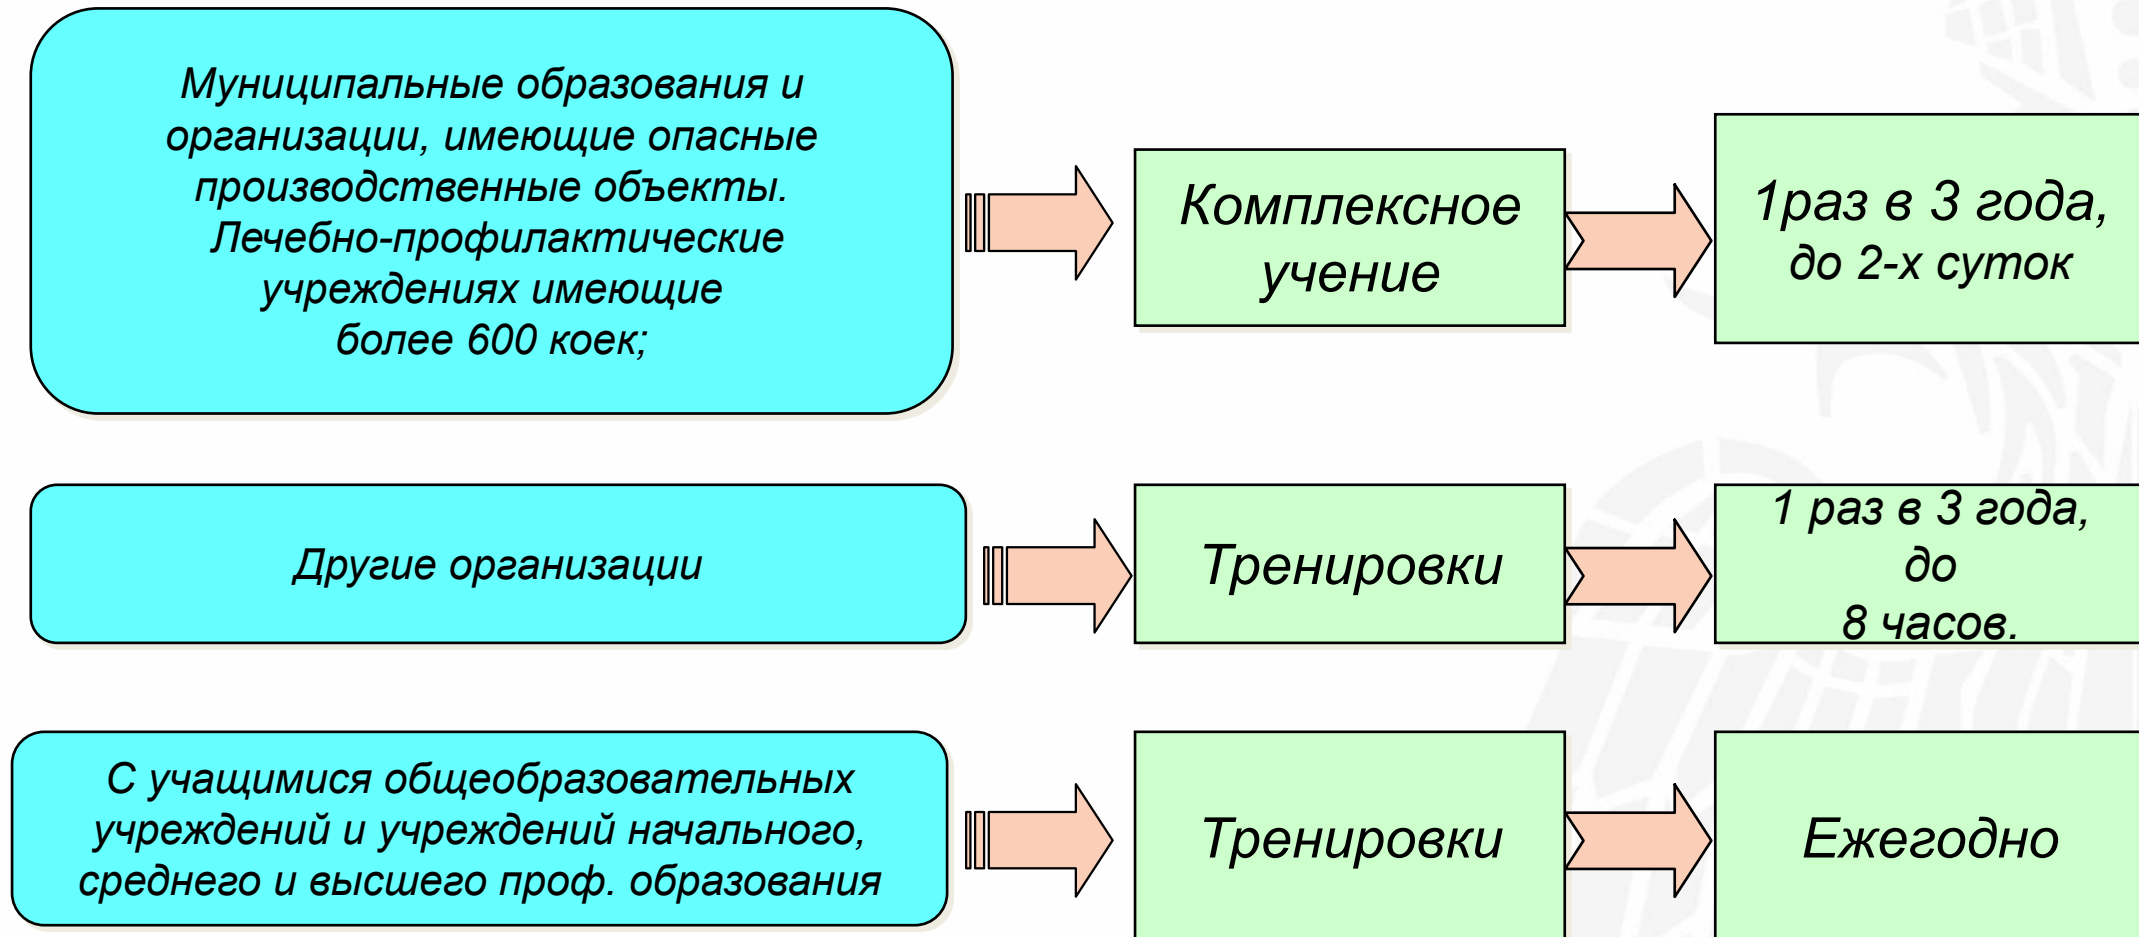 Муниципальные образования и
организации, имеющие опасные
производственные объекты.
Лечебно-профилактические
учреждениях имеющие
более 600 коек;
Комплексное
учение
1раз в 3 года,
до 2-х суток
Другие организации
Тренировки
1 раз в 3 года,
до
8 часов.
С учащимися общеобразовательных
учреждений и учреждений начального,
среднего и высшего проф. образования
Тренировки
Ежегодно